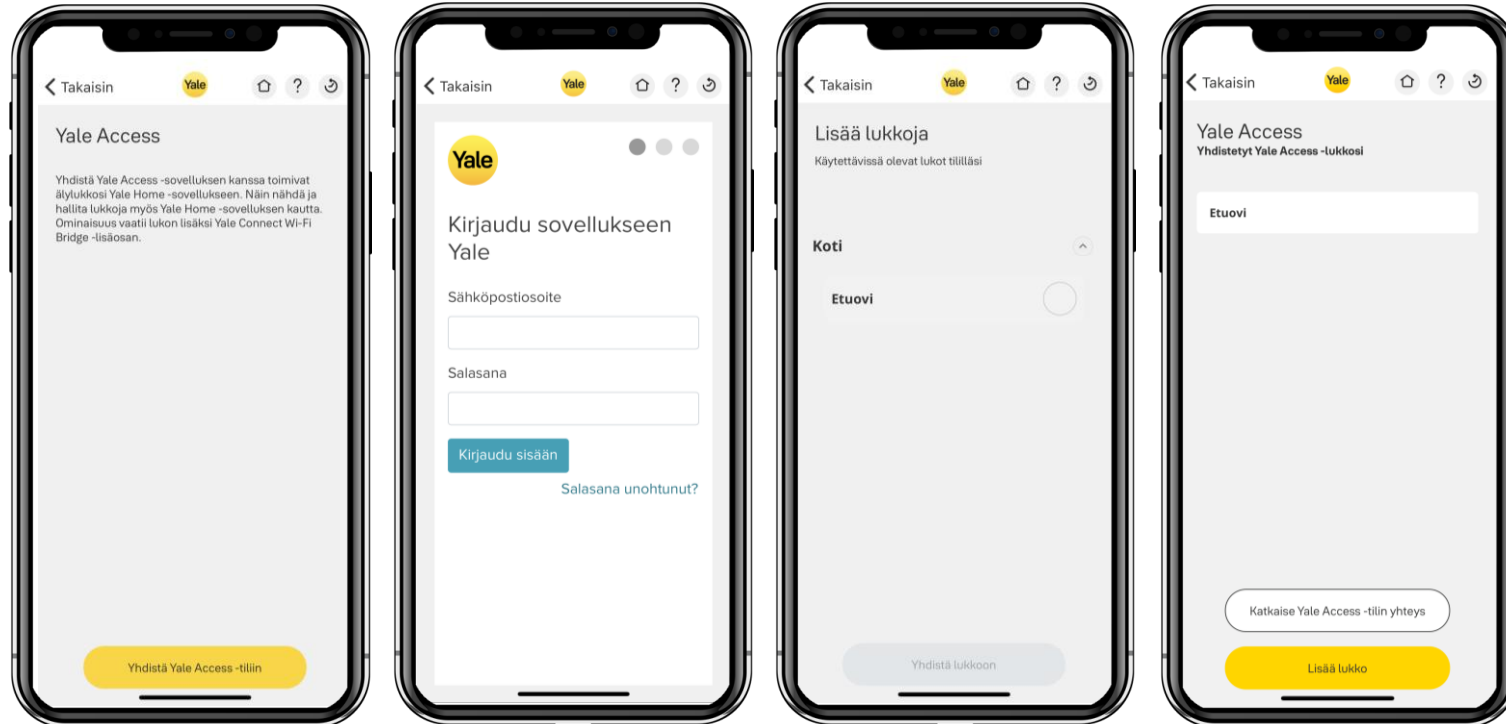 Takaisin
Yale
?
Yale Access
Yhdistä Yale Access -sovelluksen kanssa toimivat
älylukkosi Yale Home -sovellukseen. Näin nähdä ja
hallita lukkoja myös Yale Home -sovelluksen kautta.
Ominaisuus vaatii lukon lisäksi Yale Connect Wi-Fi
Bridge -lisäosan.
Yhdistä Yale Access -tiliin
Takaisin
Yale
?
Yale
Kirjaudu sovellukseen
Yale
Sähköpostiosoite
Salasana
Kirjaudu sisään
Salasana unohtunut?
Takaisin
Yale
?
Lisää lukkoja
Käytettävissä olevat lukot tililläsi
Koti
Etuovi
Yhdistä lukkoon
Takaisin
Yale
?
Yale Access
Yhdistetyt Yale Access -lukkosi
Etuovi
Katkaise Yale Access -tilin yhteys
Lisää lukko